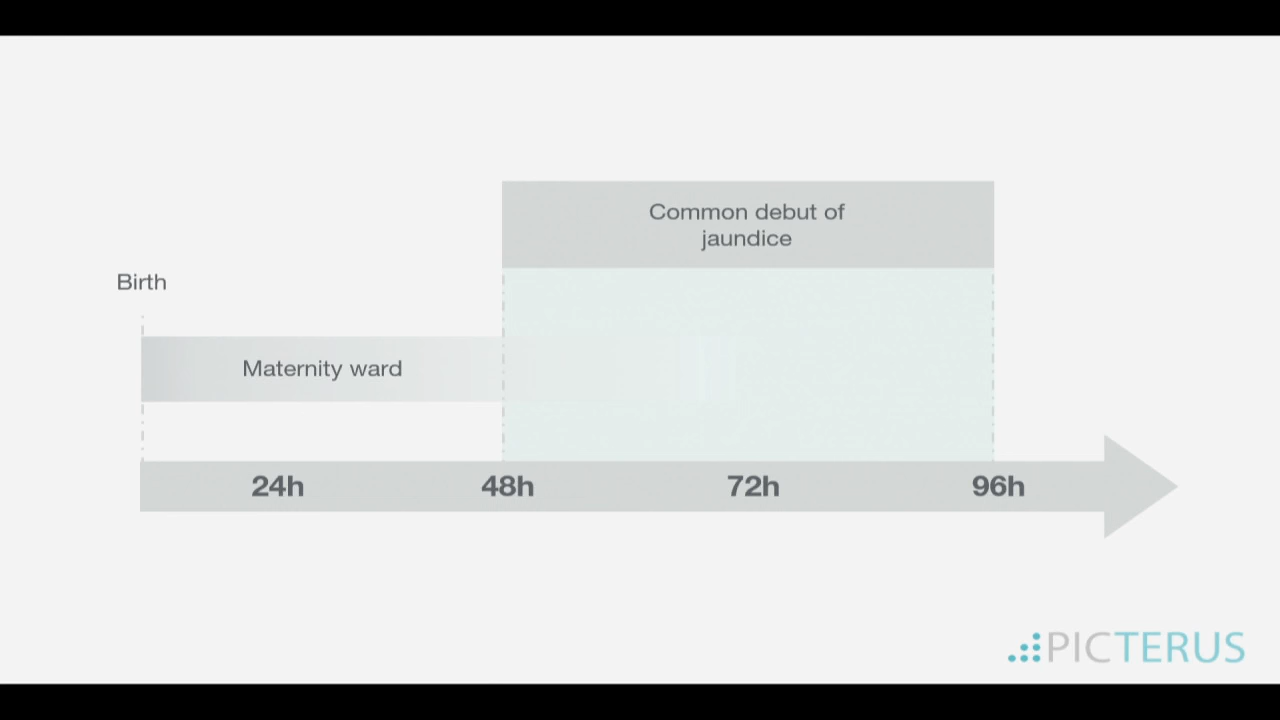 Common debut of
jaundice
Birth
Maternity ward
24h 48h 72h 96h
PICTERUS